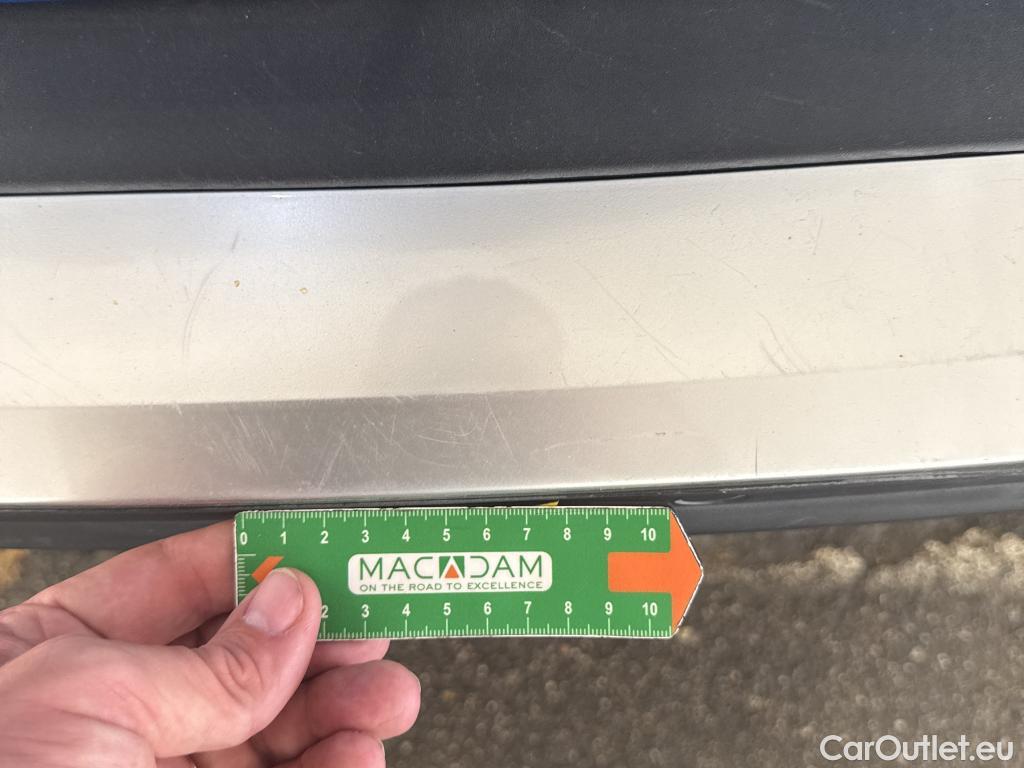 0 1 2 3 4 5 6 7 8 9 10
MACADAM
ON THE ROAD TO EXCELLENCE
2 3 4 5 6 7 8 9 10
CarOutlet.eu